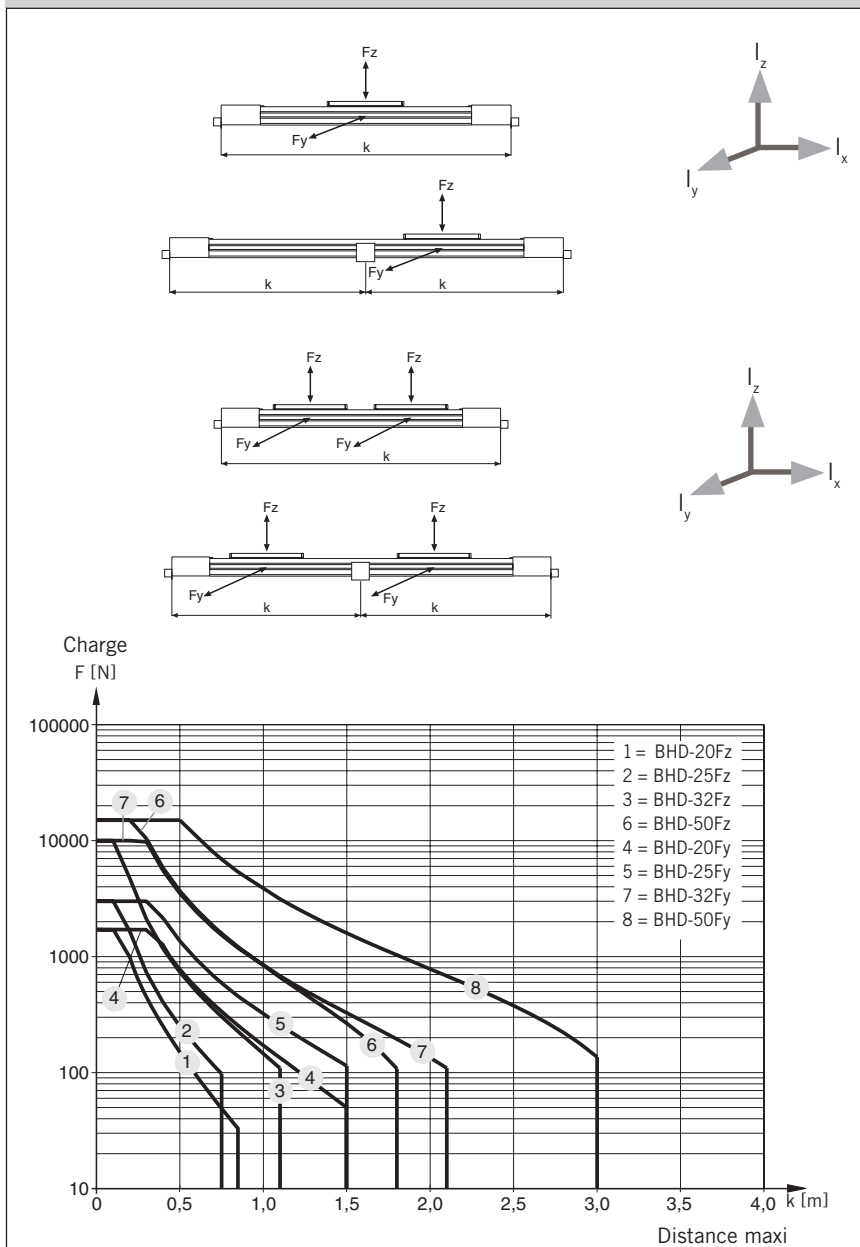 Fz
Fy
k
Iz
Ix
Iy
Fz
Fy
k k
Fz Fz
Fy Fy
k
Iz
Ix
Iy
Fz Fz
Fy Fy
k k
Charge
F [N]
100000
10000
1000
100
10
1 = BHD-20Fz
2 = BHD-25Fz
3 = BHD-32Fz
6 = BHD-50Fz
4 = BHD-20Fy
5 = BHD-25Fy
7 = BHD-32Fy
8 = BHD-50Fy
7 6
4
8
2
5
1
6 7
3 4
0 0,5 1,0 1,5 2,0 2,5 3,0 3,5 4,0 k [m]
Distance maxi